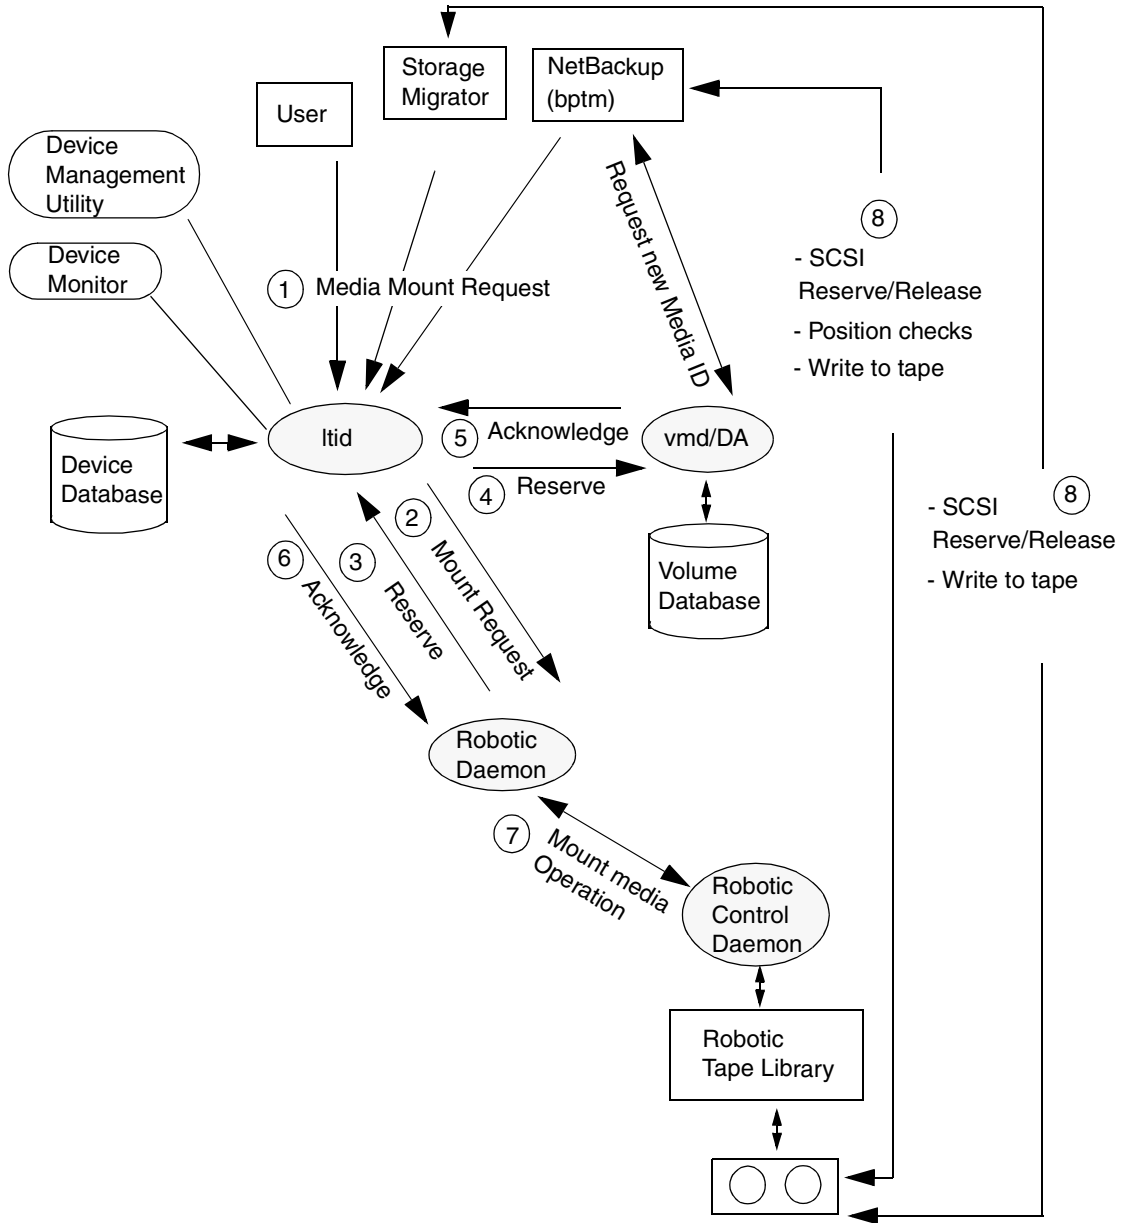 Storage
Migrator
NetBackup
(bptm)
User
Device
Management
Utility
Device
Monitor
1 Media Mount Request
Request new Media ID
8
- SCSI
Reserve/Release
- Position checks
- Write to tape
ltid
5 Acknowledge
4 Reserve
vmd/DA
Device
Database
8
- SCSI
Reserve/Release
- Write to tape
2 Mount Request
3 Reserve
6 Acknowledge
Volume
Database
Robotic
Daemon
7 Mount media
Operation
Robotic
Control
Daemon
Robotic
Tape Library